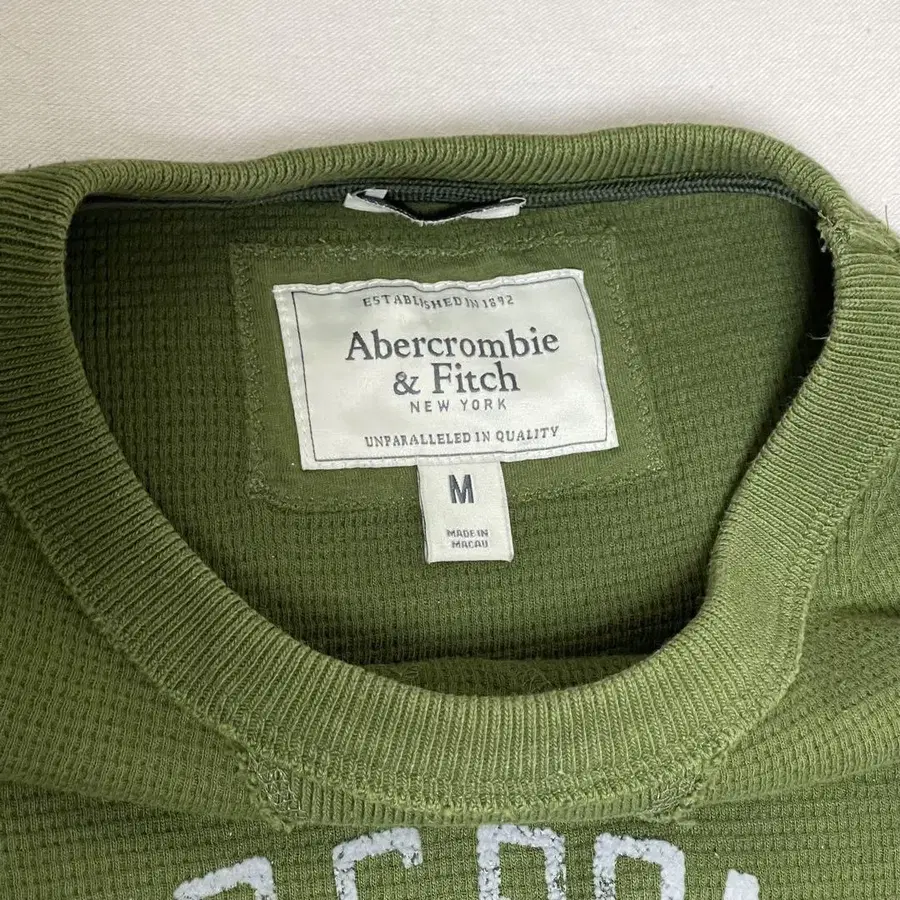 ESTABLISHED IN 1892
Abercrombie
& Fitch
NEW YORK
UNPARALLELED IN QUALITY
M
MADE IN
MACAU